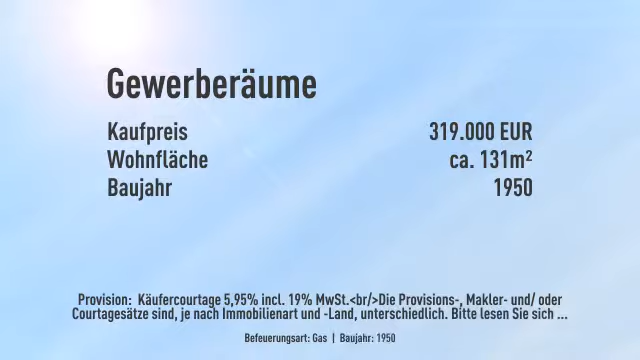 Gewerberäume
Kaufpreis 319.000 EUR
Wohnfläche ca. 131m²
Baujahr 1950
Provision: Käufercourtage 5,95% incl. 19% MwSt.<br/>Die Provisions-, Makler- und/ oder
Courtagesätze sind, je nach Immobilienart und -Land, unterschiedlich. Bitte lesen Sie sich ...
Befeuerungsart: Gas | Baujahr: 1950